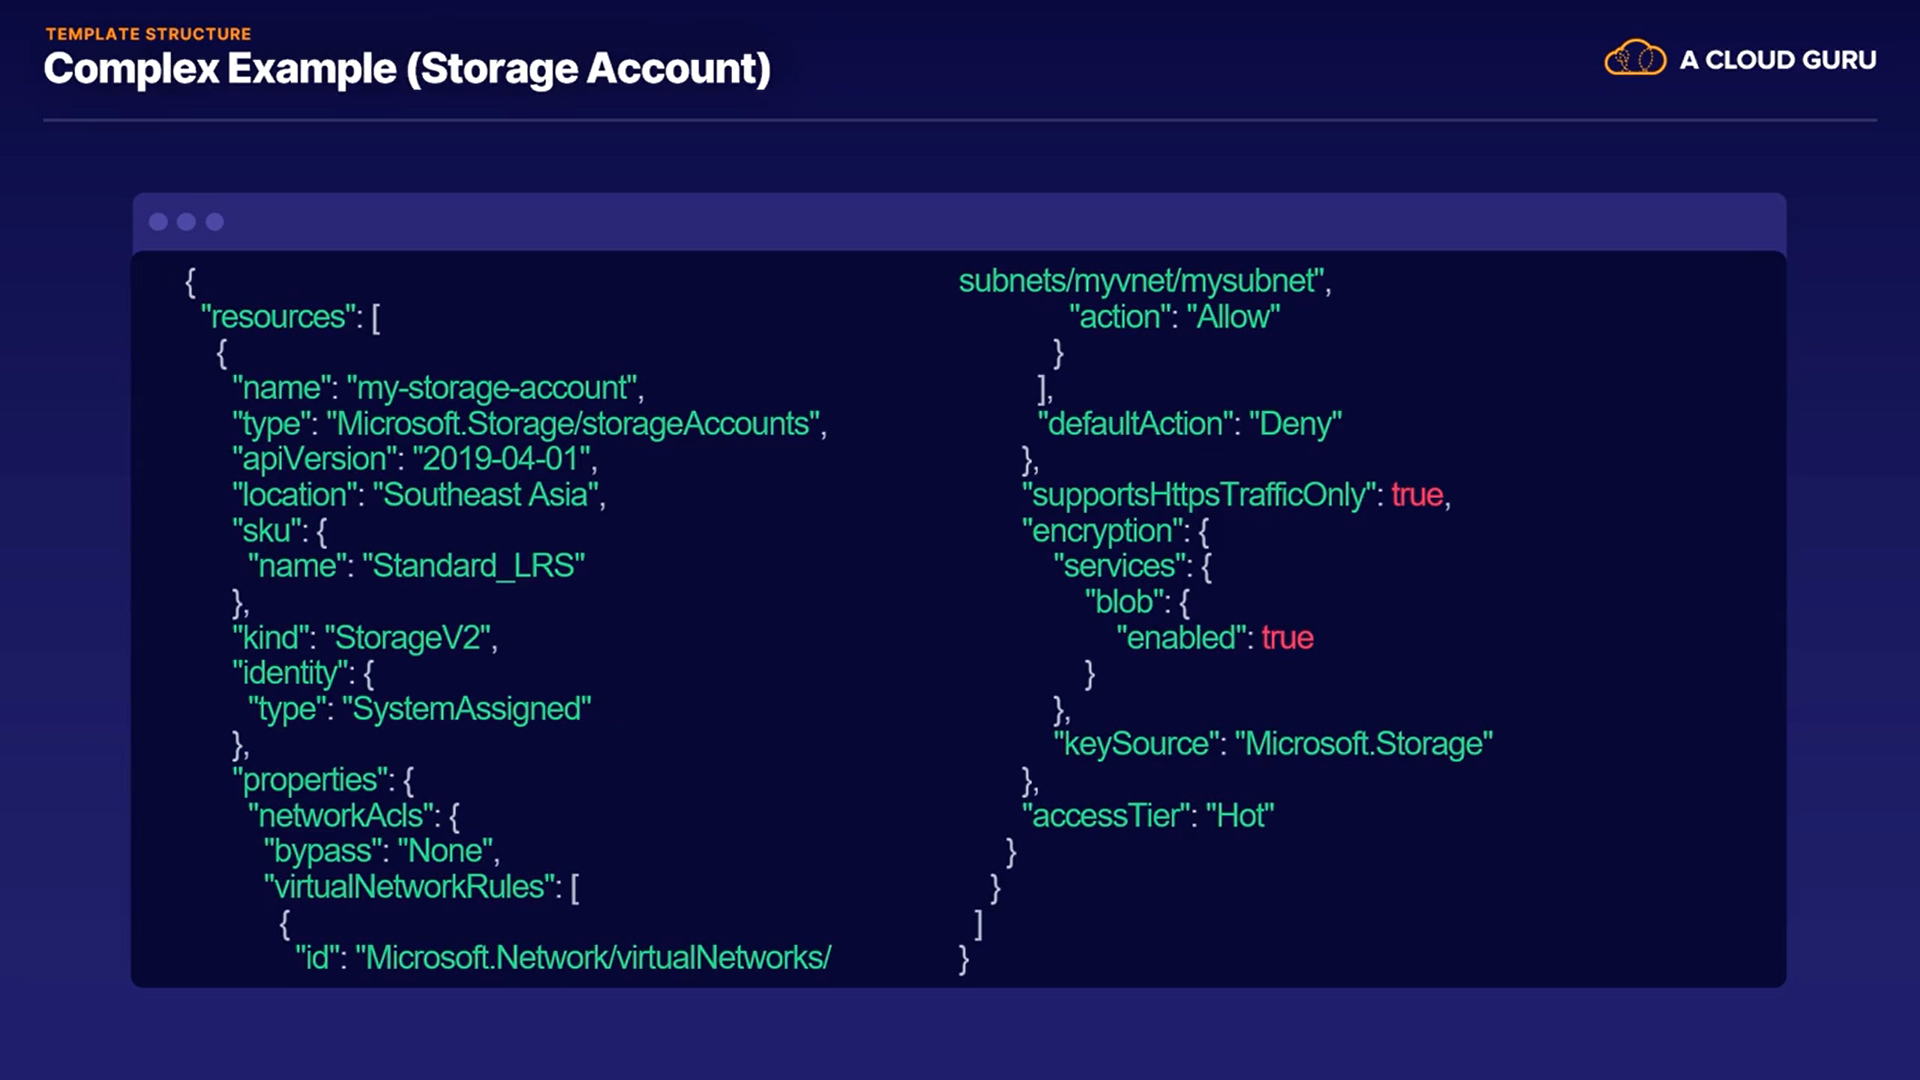 TEMPLATE STRUCTURE
Complex Example (Storage Account)
A CLOUD GURU
{
"resources": [
{
"name": "my-storage-account",
"type": "Microsoft.Storage/storageAccounts",
"apiVersion": "2019-04-01",
"location": "Southeast Asia",
"sku": {
"name": "Standard_LRS"
},
"kind": "StorageV2",
"identity": {
"type": "SystemAssigned"
},
"properties": {
"networkAcls": {
"bypass": "None",
"virtualNetworkRules": [
{
"id": "Microsoft.Network/virtualNetworks/
subnets/myvnet/mysubnet",
"action": "Allow"
}
],
"defaultAction": "Deny"
},
"supportsHttpsTrafficOnly": true,
"encryption": {
"services": {
"blob": {
"enabled": true
}
},
"keySource": "Microsoft.Storage"
},
"accessTier": "Hot"
}
}
]
}